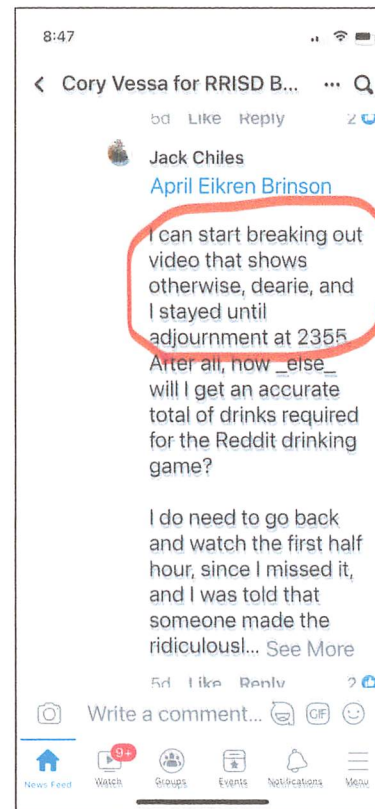 8:47
Cory Vessa for RRISD B... ...
5d Like Reply 2
Jack Chiles
April Eikren Brinson
I can start breaking out
video that shows
otherwise, dearie, and
I stayed until
adjournment at 2355.
After all, how _else_
will I get an accurate
total of drinks required
for the Reddit drinking
game?
I do need to go back
and watch the first half
hour, since I missed it,
and I was told that
someone made the
ridiculousl... See More
5d Like Reply 2
Write a comment... GIF
9+
News Feed Watch Groups Events Notifications Menu